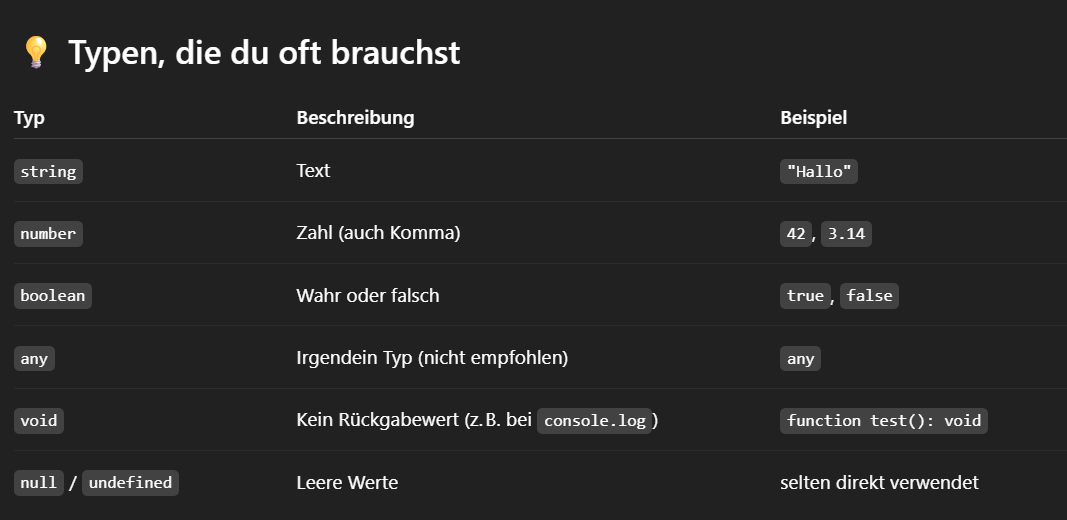 💡 Typen, die du oft brauchst
Typ Beschreibung Beispiel
string Text "Hallo"
number Zahl (auch Komma) 42, 3.14
boolean Wahr oder falsch true, false
any Irgendein Typ (nicht empfohlen) any
void Kein Rückgabewert (z. B. bei console.log) function test(): void
null / undefined Leere Werte selten direkt verwendet